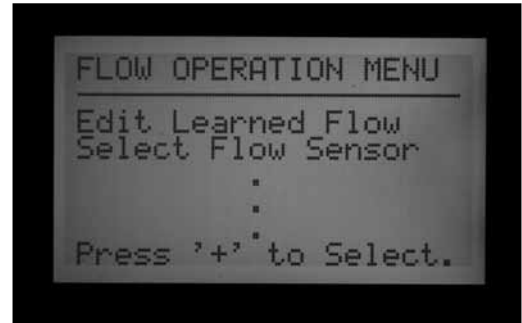 FLOW OPERATION MENU
Edit Learned Flow
Select Flow Sensor
.
.
.
Press '+' to Select.